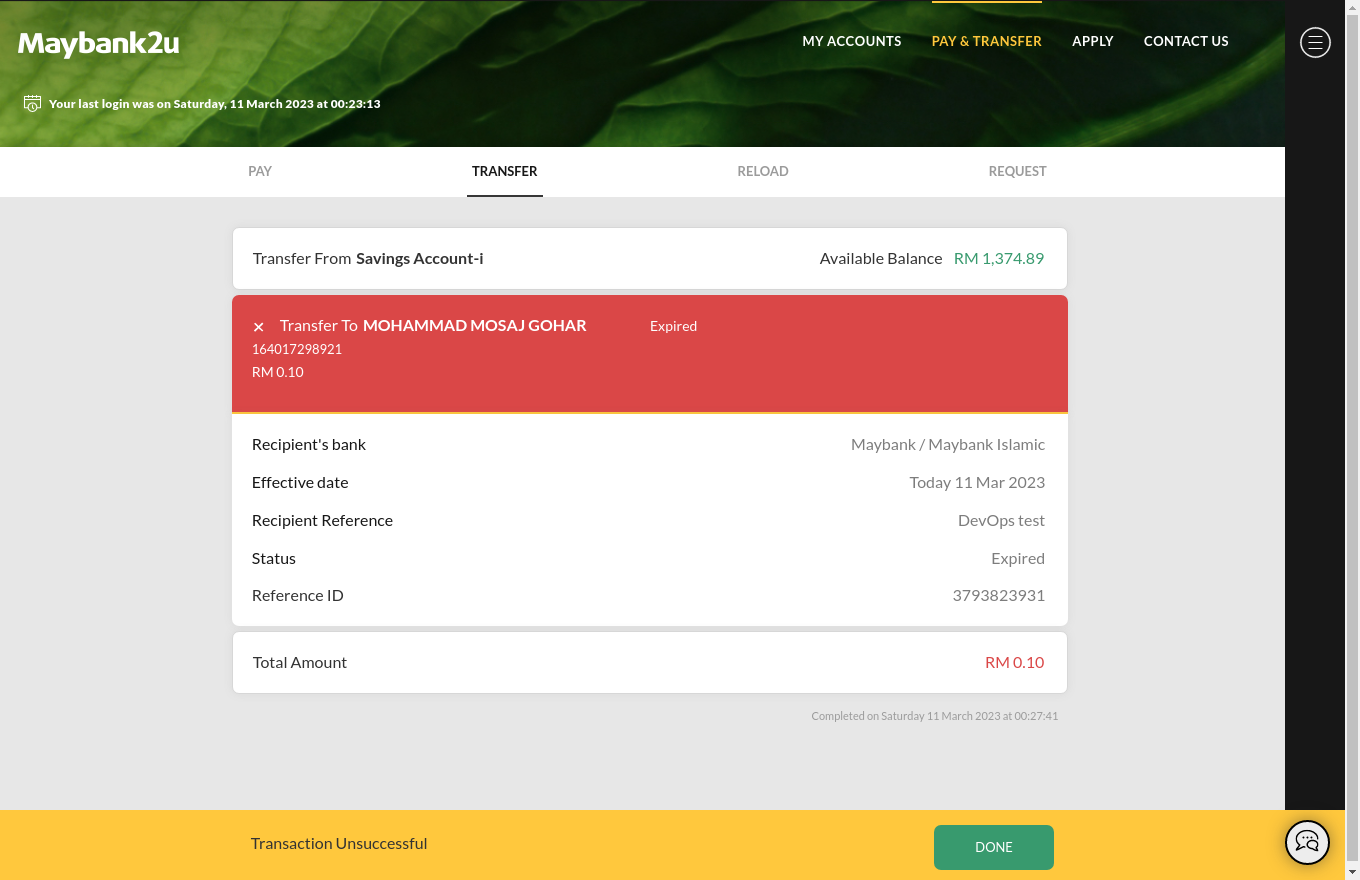 Maybank2u
MY ACCOUNTS PAY & TRANSFER APPLY CONTACT US
Your last login was on Saturday, 11 March 2023 at 00:23:13
PAY TRANSFER RELOAD REQUEST
Transfer From Savings Account-i Available Balance RM 1,374.89
Transfer To MOHAMMAD MOSAJ GOHAR Expired
164017298921
RM 0.10
Recipient's bank Maybank / Maybank Islamic
Effective date Today 11 Mar 2023
Recipient Reference DevOps test
Status Expired
Reference ID 3793823931
Total Amount RM 0.10
Completed on Saturday 11 March 2023 at 00:27:41
Transaction Unsuccessful DONE